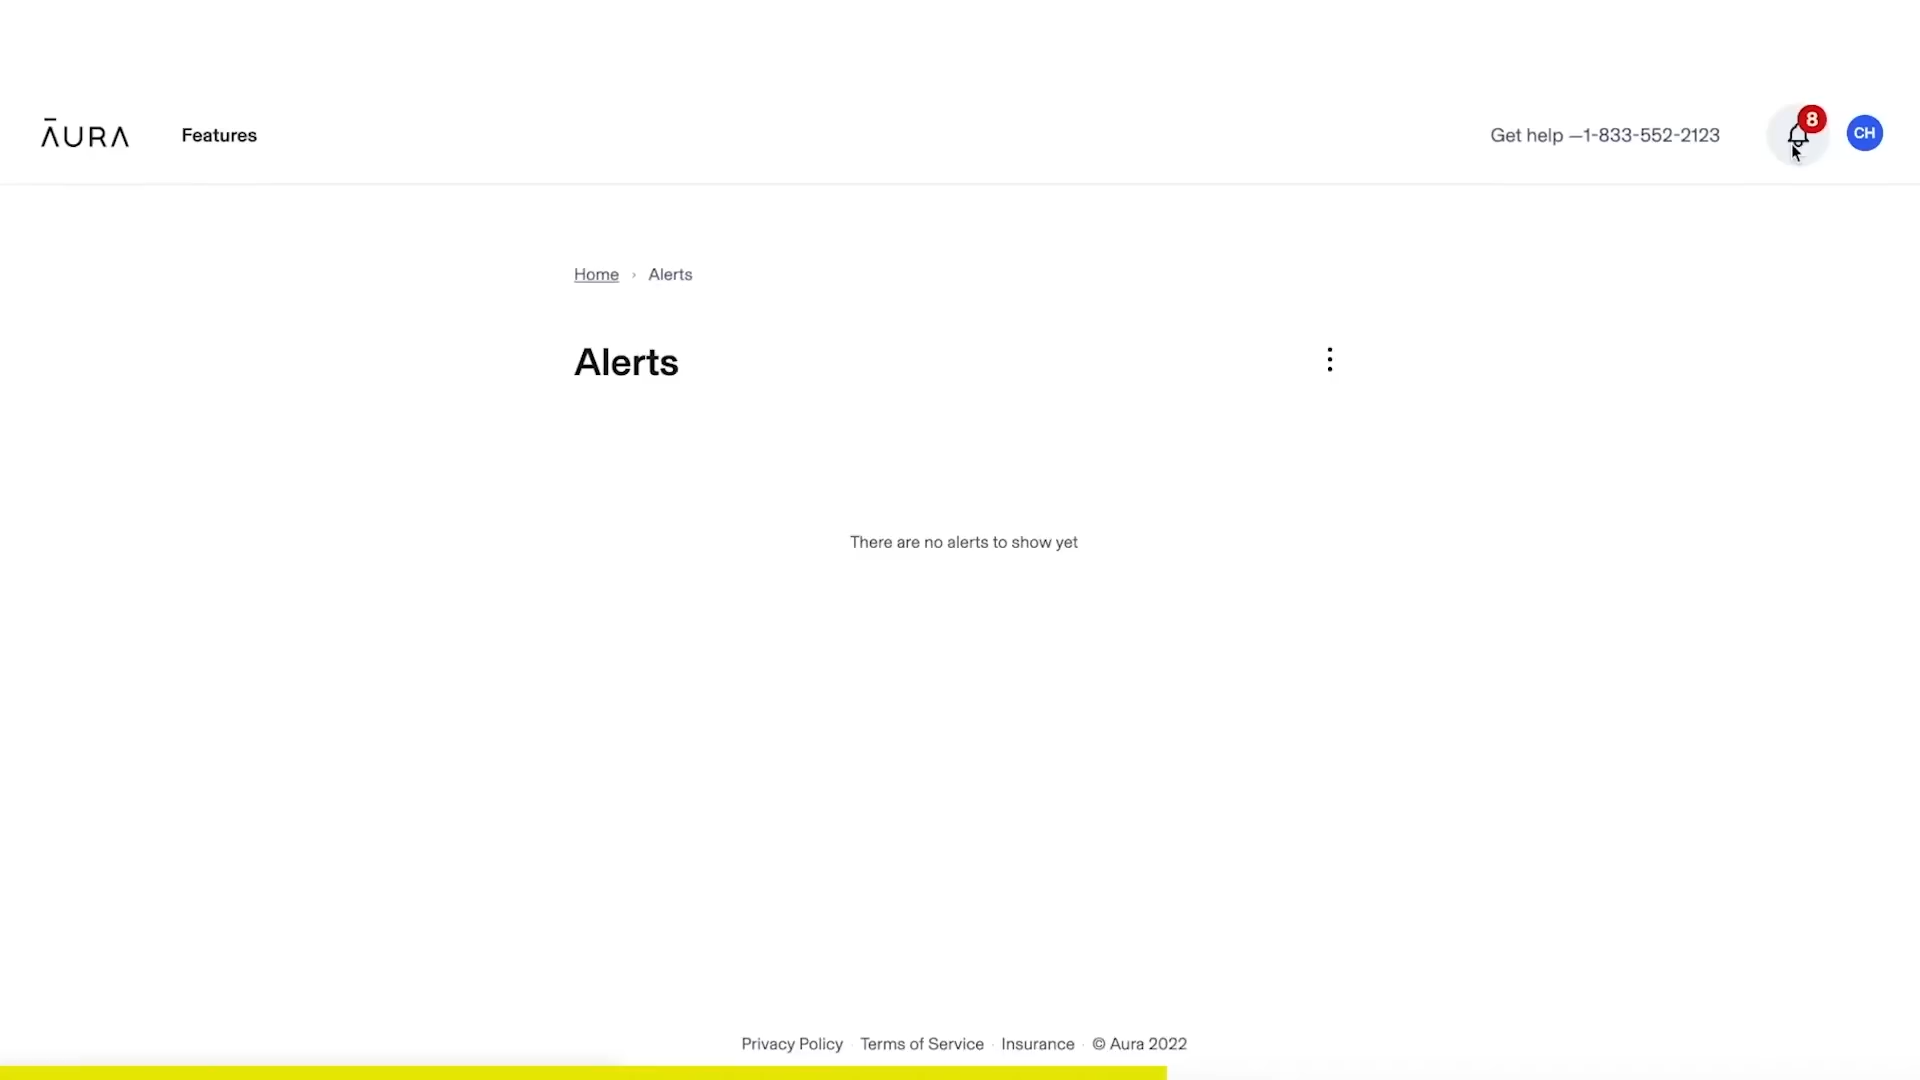 ĀURA
Features
Get help —1-833-552-2123
8
CH
Home › Alerts
Alerts
There are no alerts to show yet
Privacy Policy · Terms of Service · Insurance · © Aura 2022